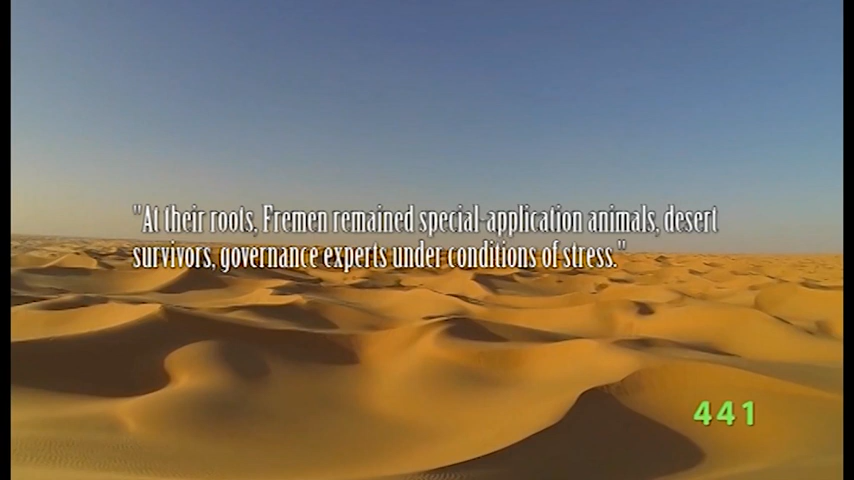 "At their roots, Fremen remained special-application animals, desert
survivors, governance experts under conditions of stress."
441